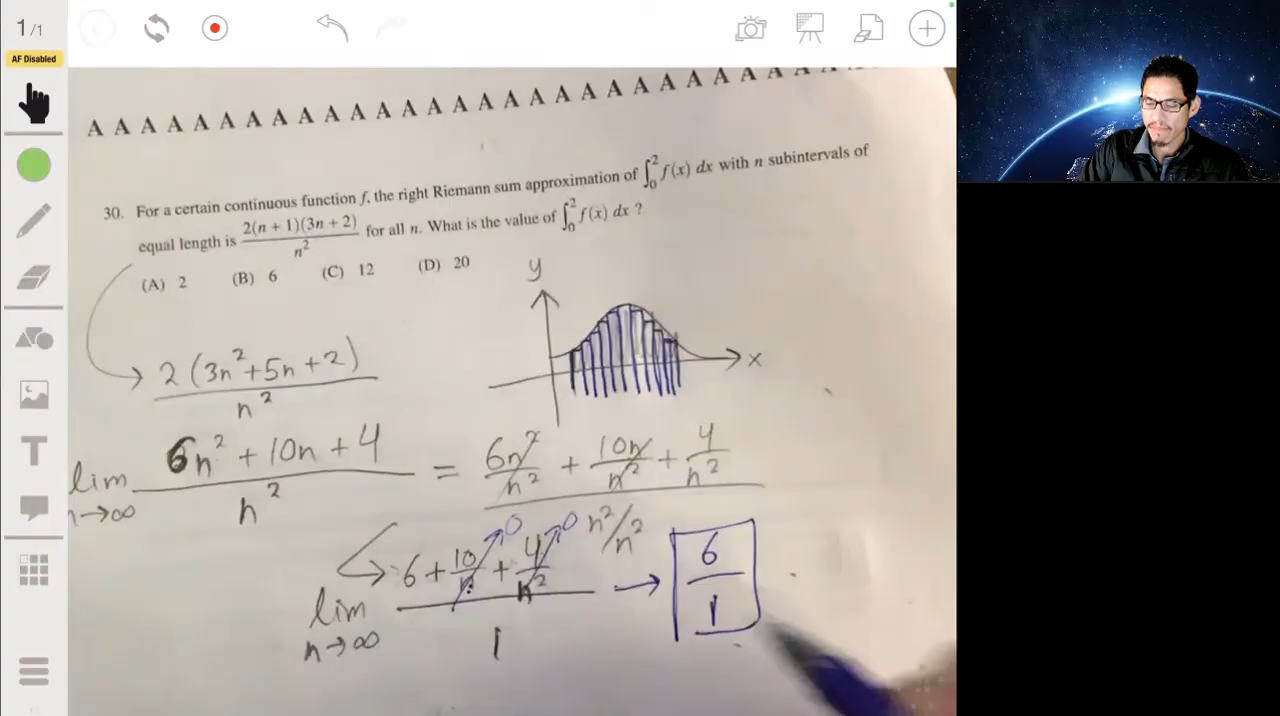 1/1
AF Disabled
A A A A A A A A A A A A A A A A A A A A A A A A A A A A A A
30. For a certain continuous function f, the right Riemann sum approximation of ∫₀² f(x) dx with n subintervals of
equal length is 2(n + 1)(3n + 2)/n² for all n. What is the value of ∫₀² f(x) dx ?
(A) 2 (B) 6 (C) 12 (D) 20
y
x
2 (3n²+5n+2)/n²
lim n→∞ 6n²+10n+4/n² = 6n²/n² + 10n/n² + 4/n²
n²/n²
lim n→∞ 6+10/n+4/n²/1 → 6/1
0 0
T